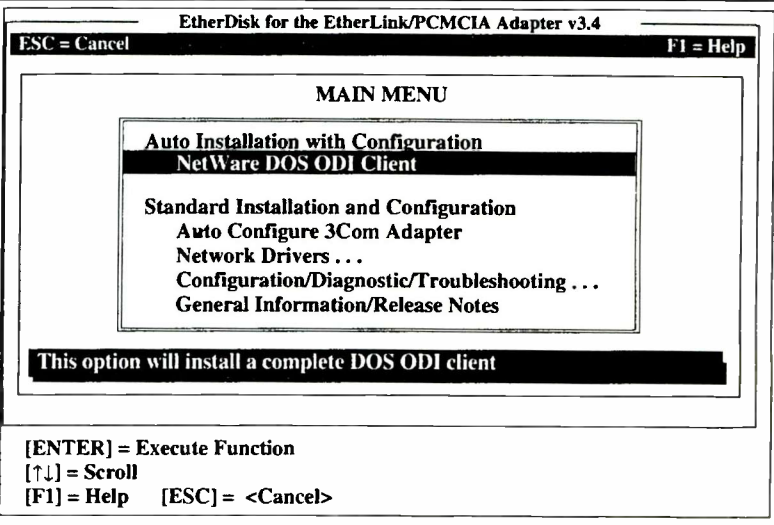 EtherDisk for the EtherLink/PCMCIA Adapter v3.4
ESC = Cancel F1 = Help
MAIN MENU
Auto Installation with Configuration
NetWare DOS ODI Client
Standard Installation and Configuration
Auto Configure 3Com Adapter
Network Drivers . . .
Configuration/Diagnostic/Troubleshooting . . .
General Information/Release Notes
This option will install a complete DOS ODI client
[ENTER] = Execute Function
[↑↓] = Scroll
[F1] = Help [ESC] = <Cancel>